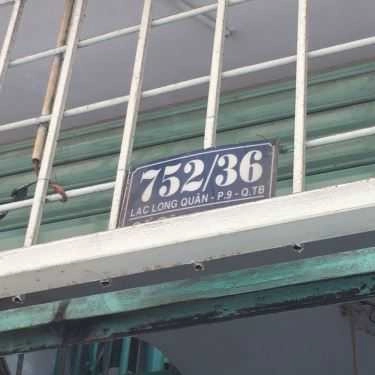 752/36
LẠC LONG QUÂN - P.9 - Q.TB